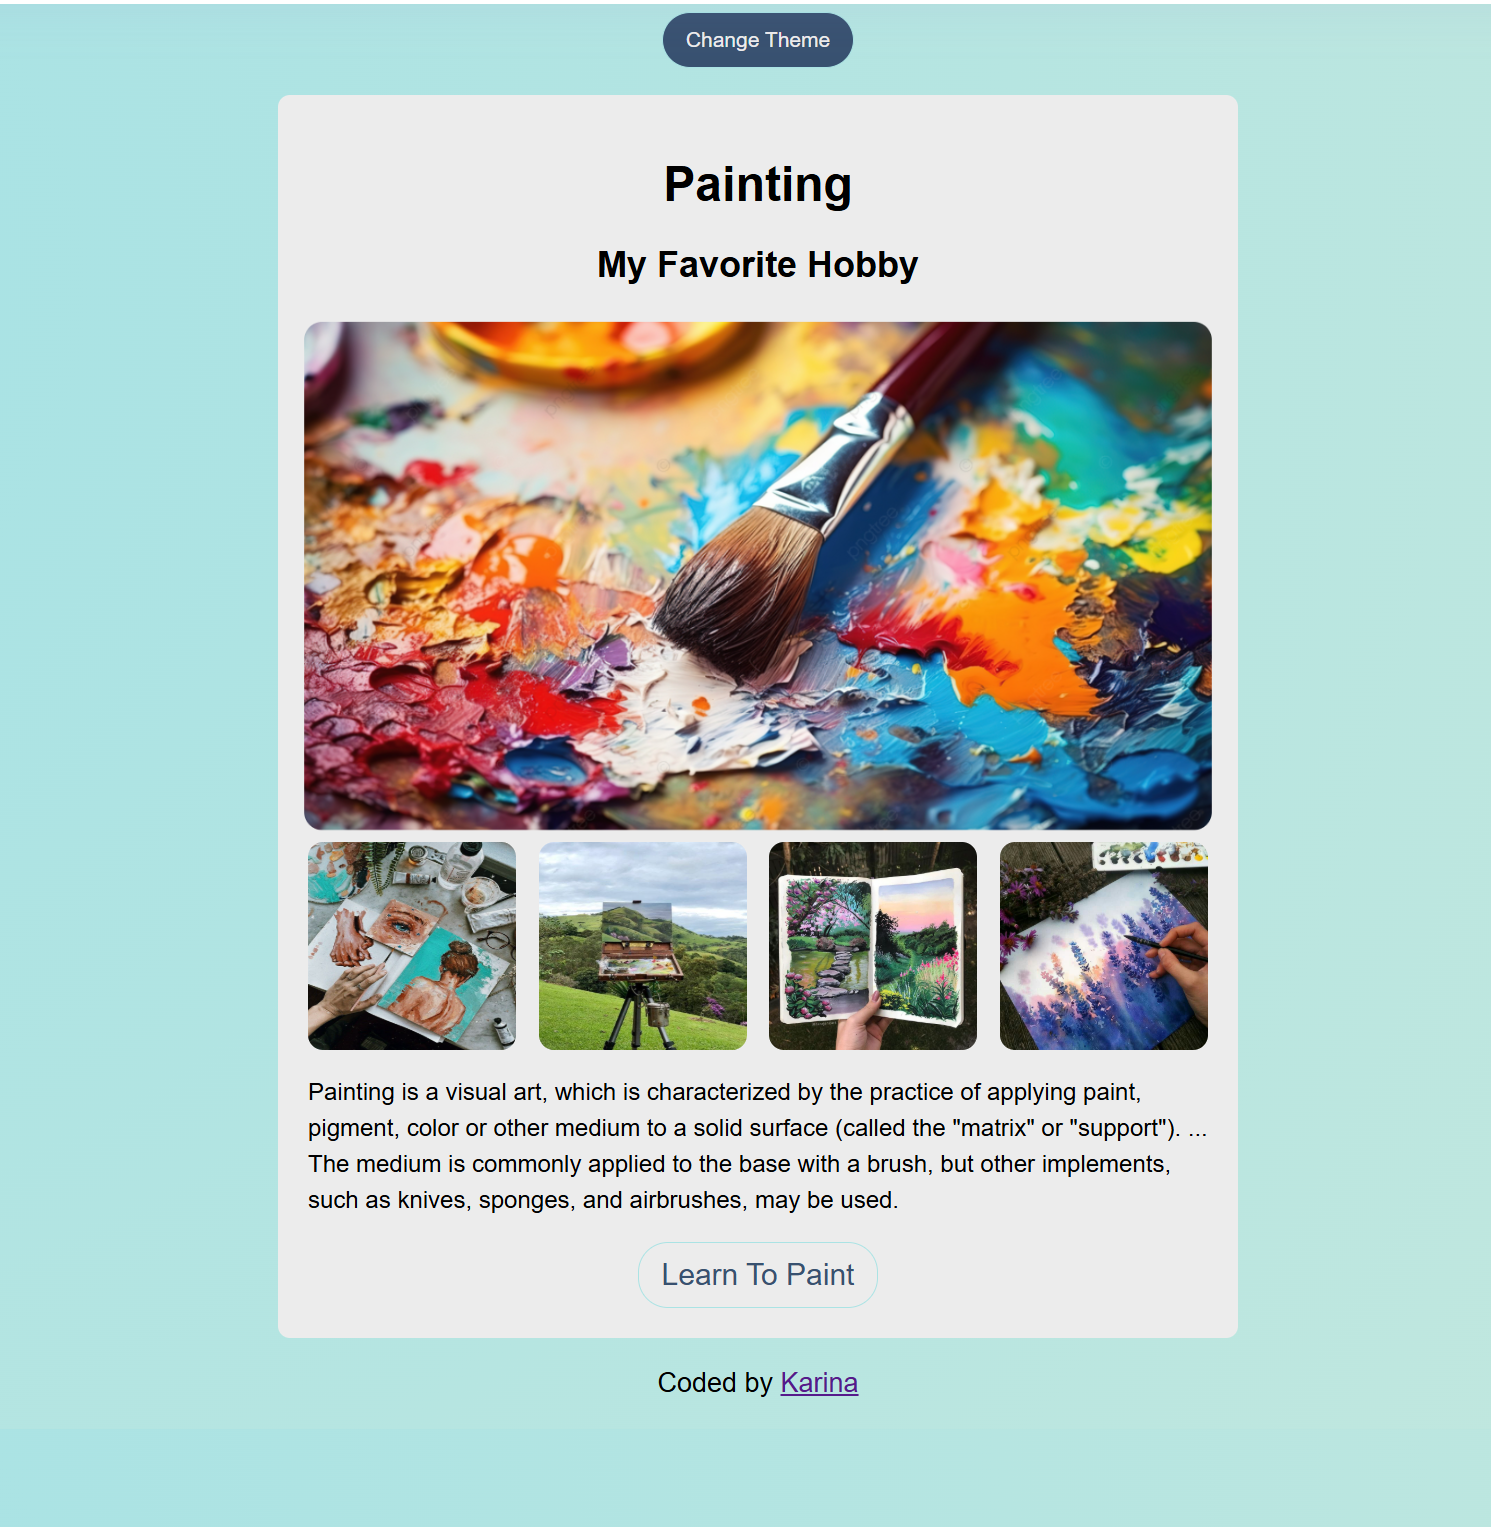 Change Theme
Painting
My Favorite Hobby
Painting is a visual art, which is characterized by the practice of applying paint,
pigment, color or other medium to a solid surface (called the "matrix" or "support"). ...
The medium is commonly applied to the base with a brush, but other implements,
such as knives, sponges, and airbrushes, may be used.
Learn To Paint
Coded by Karina